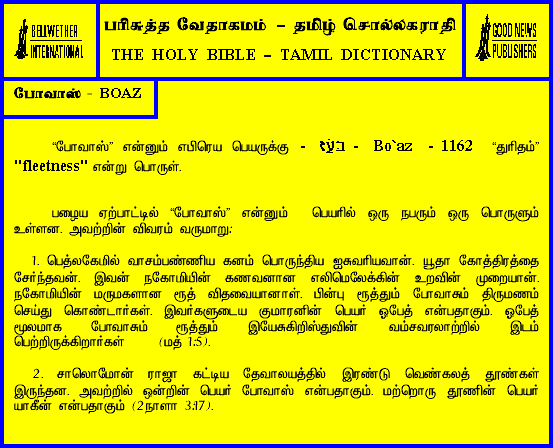 BELLWETHER
INTERNATIONAL
பரிசுத்த வேதாகமம் – தமிழ் சொல்லகராதி
THE HOLY BIBLE – TAMIL DICTIONARY
GOOD NEWS
PUBLISHERS
போவாஸ் - BOAZ
“போவாஸ்” என்னும் எபிரெய பெயருக்கு - בֹּעַז - Bo`az - 1162 “துரிதம்”
"fleetness" என்று பொருள்.
பழைய ஏற்பாட்டில் “போவாஸ்” என்னும் பெயரில் ஒரு நபரும் ஒரு பொருளும்
உள்ளன. அவற்றின் விவரம் வருமாறு:
1. பெத்லகேமில் வாசம்பண்ணிய கனம் பொருந்திய ஐசுவரியவான். யூதா கோத்திரத்தை
சேர்ந்தவன். இவன் நகோமியின் கணவனான எலிமெலேக்கின் உறவின் முறையான்.
நகோமியின் மருமகளான ரூத் விதவையானாள். பின்பு ரூத்தும் போவாசும் திருமணம்
செய்து கொண்டார்கள். இவர்களுடைய குமாரனின் பெயர் ஓபேத் என்பதாகும். ஓபேத்
மூலமாக போவாசும் ரூத்தும் இயேசுகிறிஸ்துவின் வம்சவரலாற்றில் இடம்
பெற்றிருக்கிறார்கள் (மத் 1:5).
2. சாலொமோன் ராஜா கட்டிய தேவாலயத்தில் இரண்டு வெண்கலத் தூண்கள்
இருந்தன. அவற்றில் ஒன்றின் பெயர் போவாஸ் என்பதாகும். மற்றொரு தூணின் பெயர்
யாகீன் என்பதாகும் (2நாளா 3:17).